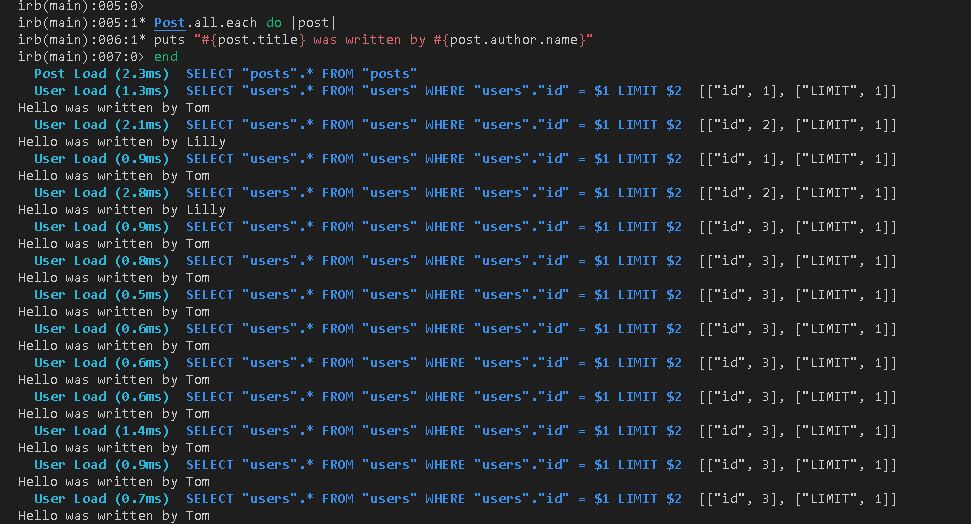 irb(main):005:0>
irb(main):005:1* Post.all.each do |post|
irb(main):006:1* puts "#{post.title} was written by #{post.author.name}"
irb(main):007:0> end
Post Load (2.3ms)  SELECT "posts".* FROM "posts"
User Load (1.3ms)  SELECT "users".* FROM "users" WHERE "users"."id" = $1 LIMIT $2  [["id", 1], ["LIMIT", 1]]
Hello was written by Tom
User Load (2.1ms)  SELECT "users".* FROM "users" WHERE "users"."id" = $1 LIMIT $2  [["id", 2], ["LIMIT", 1]]
Hello was written by Lilly
User Load (0.9ms)  SELECT "users".* FROM "users" WHERE "users"."id" = $1 LIMIT $2  [["id", 1], ["LIMIT", 1]]
Hello was written by Tom
User Load (2.8ms)  SELECT "users".* FROM "users" WHERE "users"."id" = $1 LIMIT $2  [["id", 2], ["LIMIT", 1]]
Hello was written by Lilly
User Load (0.9ms)  SELECT "users".* FROM "users" WHERE "users"."id" = $1 LIMIT $2  [["id", 3], ["LIMIT", 1]]
Hello was written by Tom
User Load (0.8ms)  SELECT "users".* FROM "users" WHERE "users"."id" = $1 LIMIT $2  [["id", 3], ["LIMIT", 1]]
Hello was written by Tom
User Load (0.5ms)  SELECT "users".* FROM "users" WHERE "users"."id" = $1 LIMIT $2  [["id", 3], ["LIMIT", 1]]
Hello was written by Tom
User Load (0.6ms)  SELECT "users".* FROM "users" WHERE "users"."id" = $1 LIMIT $2  [["id", 3], ["LIMIT", 1]]
Hello was written by Tom
User Load (0.6ms)  SELECT "users".* FROM "users" WHERE "users"."id" = $1 LIMIT $2  [["id", 3], ["LIMIT", 1]]
Hello was written by Tom
User Load (0.6ms)  SELECT "users".* FROM "users" WHERE "users"."id" = $1 LIMIT $2  [["id", 3], ["LIMIT", 1]]
Hello was written by Tom
User Load (1.4ms)  SELECT "users".* FROM "users" WHERE "users"."id" = $1 LIMIT $2  [["id", 3], ["LIMIT", 1]]
Hello was written by Tom
User Load (0.9ms)  SELECT "users".* FROM "users" WHERE "users"."id" = $1 LIMIT $2  [["id", 3], ["LIMIT", 1]]
Hello was written by Tom
User Load (0.7ms)  SELECT "users".* FROM "users" WHERE "users"."id" = $1 LIMIT $2  [["id", 3], ["LIMIT", 1]]
Hello was written by Tom